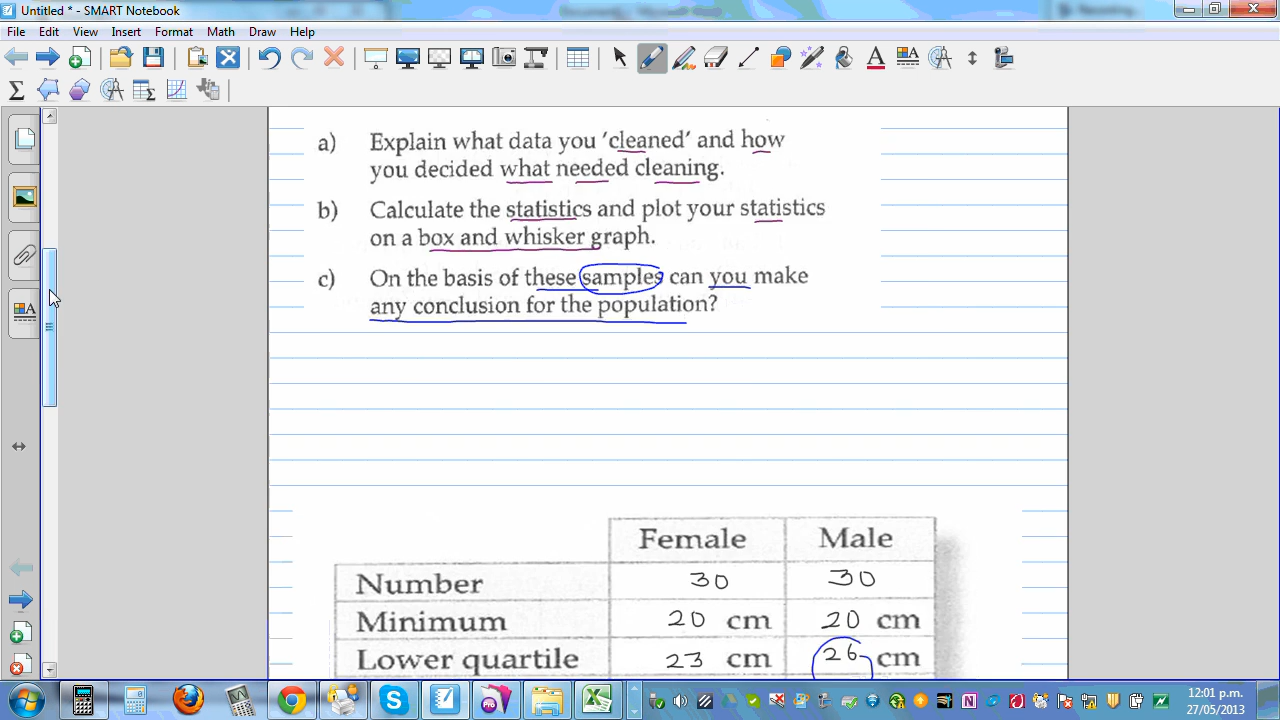 Untitled * - SMART Notebook
File Edit View Insert Format Math Draw Help
a) Explain what data you 'cleaned' and how
you decided what needed cleaning.
b) Calculate the statistics and plot your statistics
on a box and whisker graph.
c) On the basis of these samples can you make
any conclusion for the population?
Female Male
Number 30 30
Minimum 20 cm 20 cm
Lower quartile 23 cm 26 cm
12:01 p.m.
27/05/2013